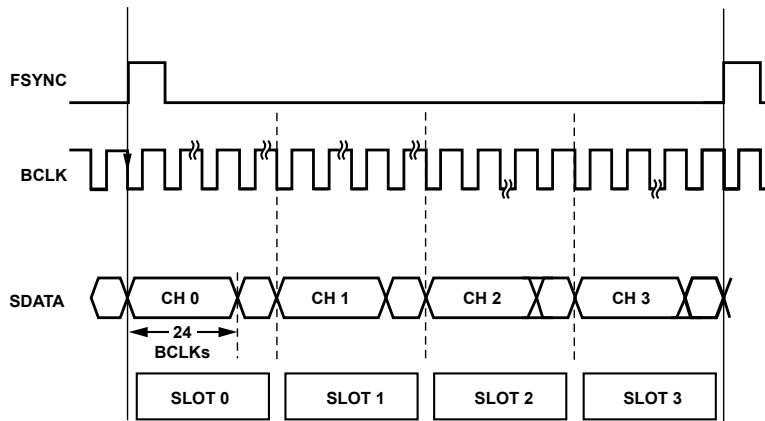 FSYNC
BCLK
SDATA
CH 0
CH 1
CH 2
CH 3
24
BCLKs
SLOT 0
SLOT 1
SLOT 2
SLOT 3